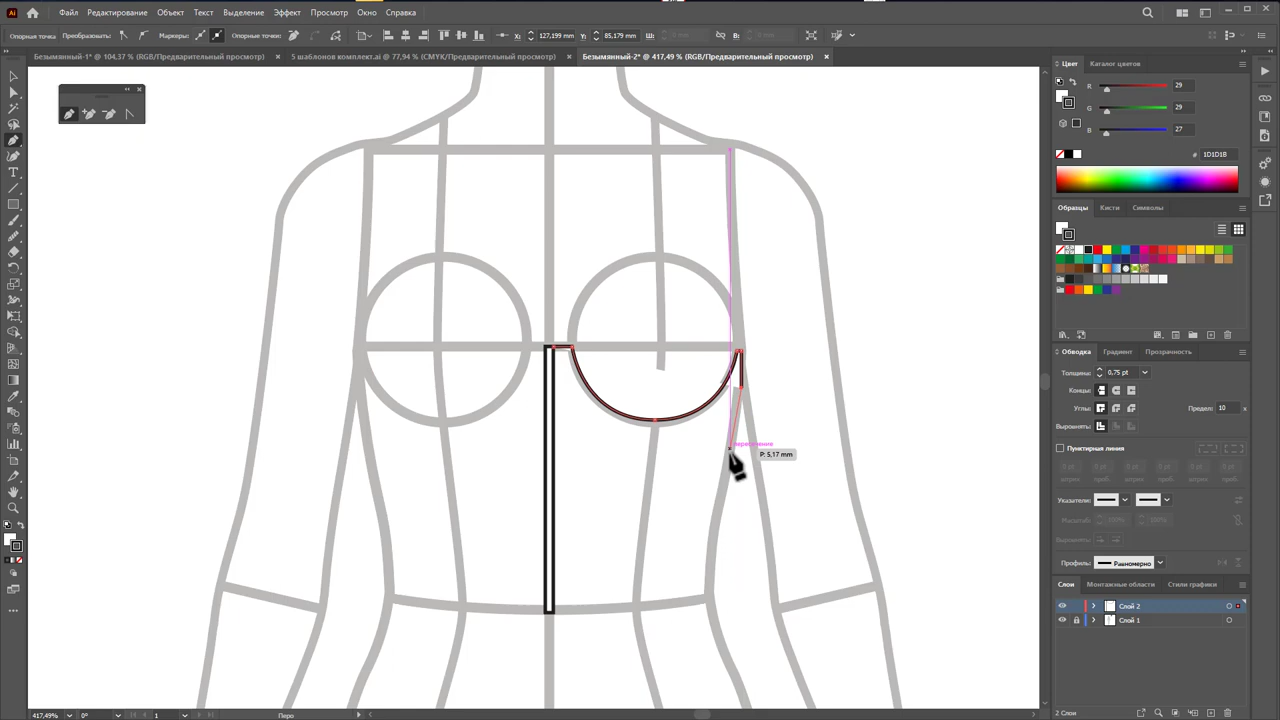 Ai Файл Редактирование Объект Текст Выделение Эффект Просмотр Окно Справка
Опорная точка Преобразовать: Маркеры: Опорные точки: X: 127,199 mm Y: 85,179 mm Ш: В:
Безымянный-1* @ 104,37 % (RGB/Предварительный просмотр) × 5 шаблонов комплект.ai @ 77,94 % (CMYK/Предварительный просмотр) × Безымянный-2* @ 417,49 % (RGB/Предварительный просмотр) ×
Цвет Каталог цветов
R 29
G 29
B 27
# 1D1D1B
Образцы Кисти Символы
Обводка Градиент Прозрачность
Толщина: 0,75 pt
Концы:
Углы: Предел: 10 x
Выровнять:
Пунктирная линия
Указатели:
Масштаб: 100% 100%
Выровнять:
Профиль: Равномерно
Слои Монтажные области Стили графики
Слой 2
Слой 1
2 Слоя
пересечение
P: 5,17 mm
417,49% 0° 1 Перо